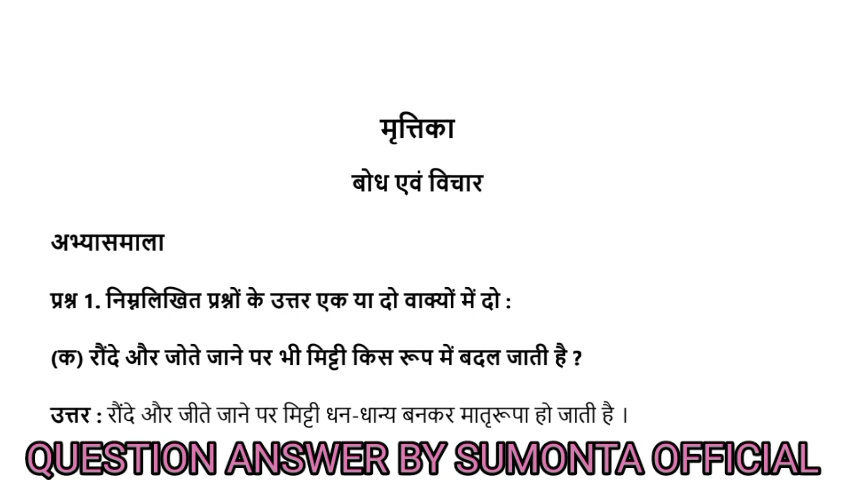 मृत्तिका
बोध एवं विचार
अभ्यासमाला
प्रश्न 1. निम्नलिखित प्रश्नों के उत्तर एक या दो वाक्यों में दो :
(क) रौंदे और जोते जाने पर भी मिट्टी किस रूप में बदल जाती है ?
उत्तर : रौंदे और जीते जाने पर मिट्टी धन-धान्य बनकर मातृरूपा हो जाती है ।
QUESTION ANSWER BY SUMONTA OFFICIAL